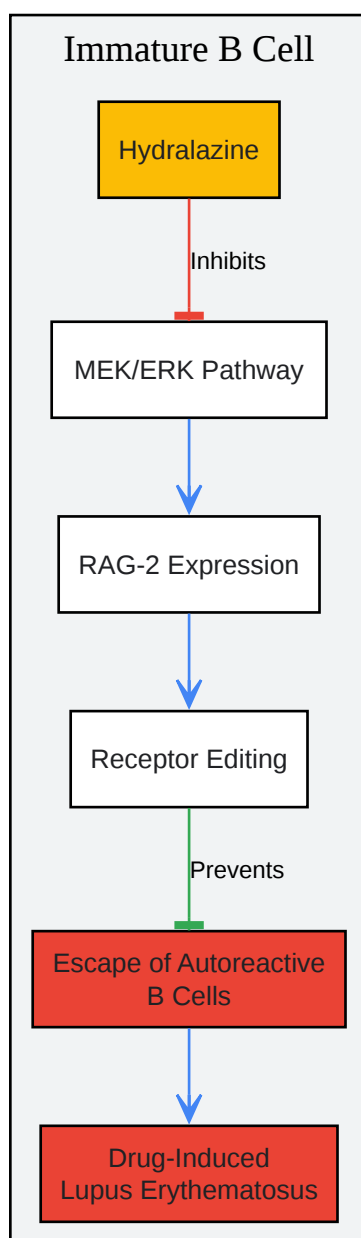 Immature B Cell
Hydralazine
Inhibits
MEK/ERK Pathway
RAG-2 Expression
Receptor Editing
Prevents
Escape of Autoreactive
B Cells
Drug-Induced
Lupus Erythematosus